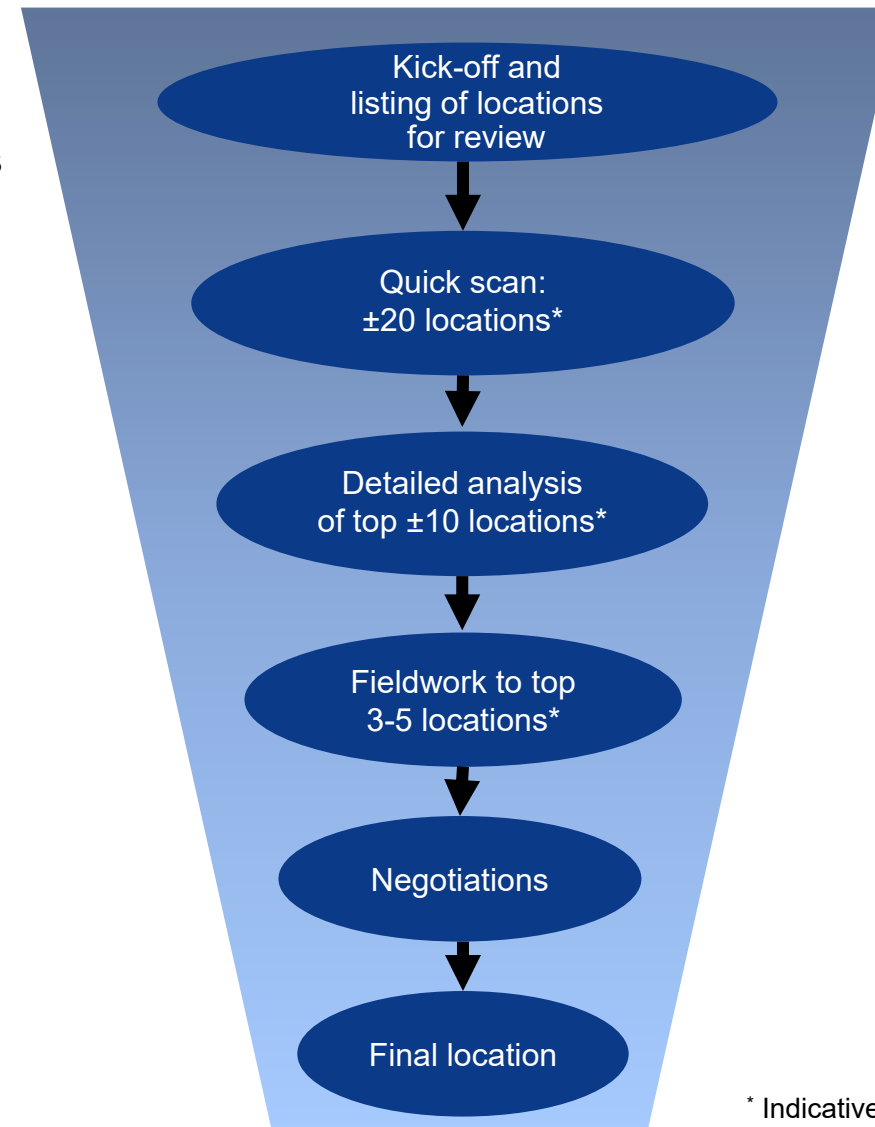 Kick-off and
listing of locations
for review
Quick scan:
±20 locations*
Detailed analysis
of top ±10 locations*
Fieldwork to top
3-5 locations*
Negotiations
Final location
* Indicative